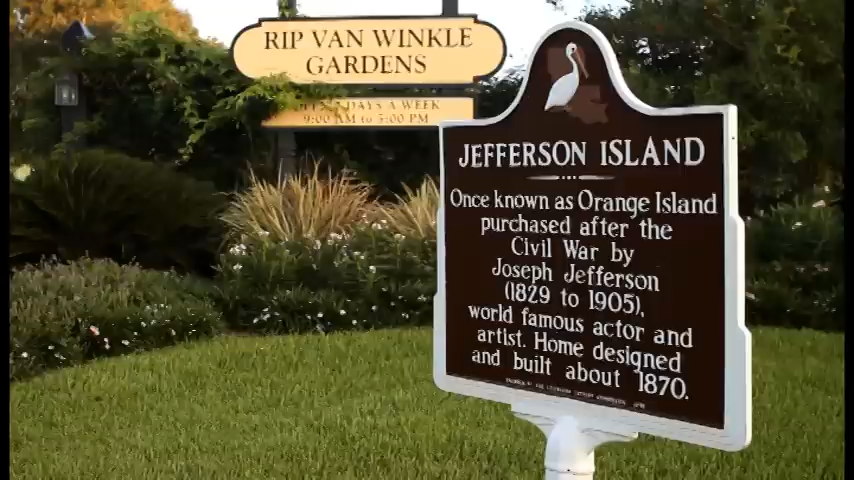 RIP VAN WINKLE
GARDENS
DAYS A WEEK
9:00 AM to 5:00 PM
JEFFERSON ISLAND
Once known as Orange Island
purchased after the
Civil War by
Joseph Jefferson
(1829 to 1905),
world famous actor and
artist. Home designed
and built about 1870.